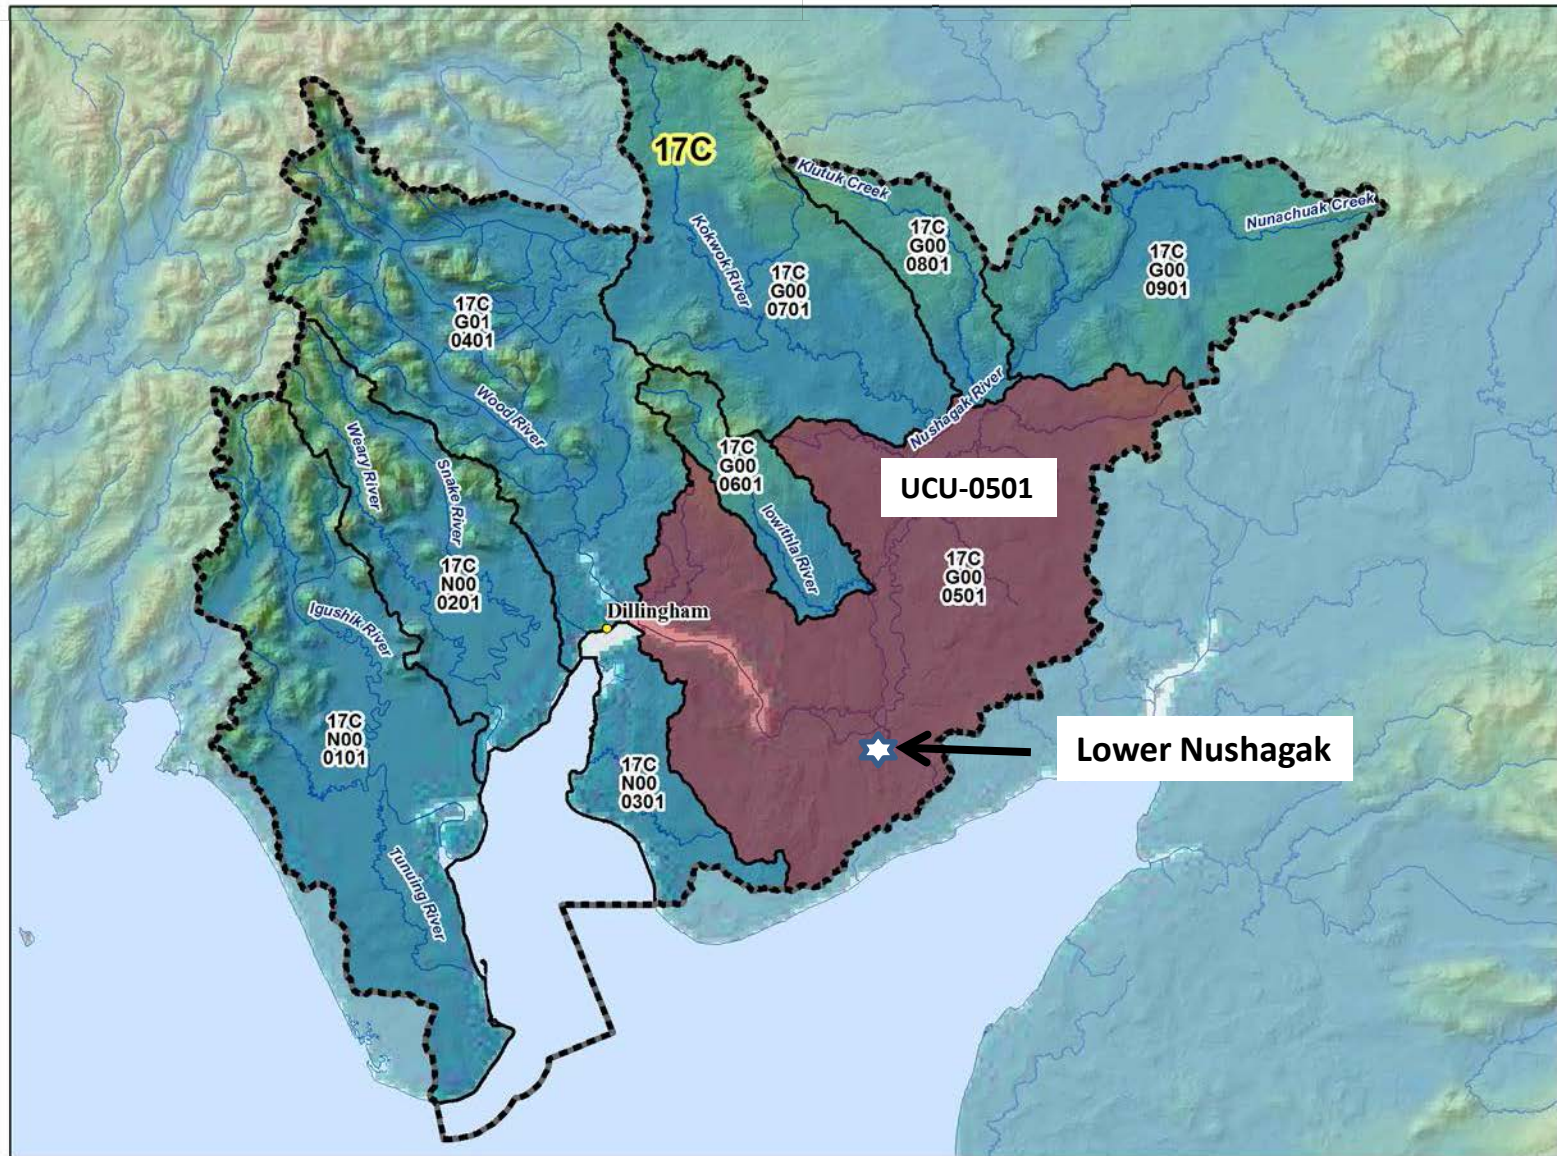 17C
Klutuk Creek
Nunachuak Creek
Kokwok River
17C
G00
0801
17C
G00
0901
17C
G00
0701
17C
G01
0401
Wood River
Nushagak River
Weary River
Snake River
17C
G00
0601
UCU-0501
Iowithla River
17C
G00
0501
17C
N00
0201
Igushik River
Dillingham
17C
N00
0101
Lower Nushagak
17C
N00
0301
Tunuing River